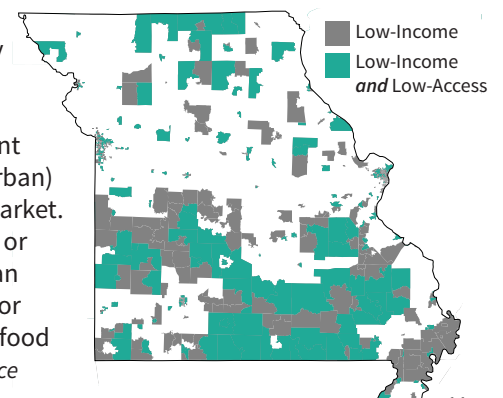 Low-Income
Low-Income
and Low-Access
y
nt
rban)
arket.
or
an
or
food
ce